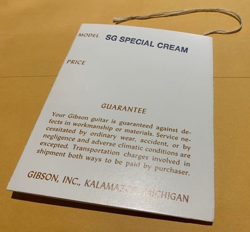 MODEL SG SPECIAL CREAM
PRICE
GUARANTEE
Your Gibson guitar is guaranteed against de-
fects in workmanship or materials. Service ne-
cessitated by ordinary wear, accident, or by
negligence and adverse climatic conditions are
excepted. Transportation charges involved in
shipment both ways to be paid by purchaser.
GIBSON, INC., KALAMAZOO, MICHIGAN